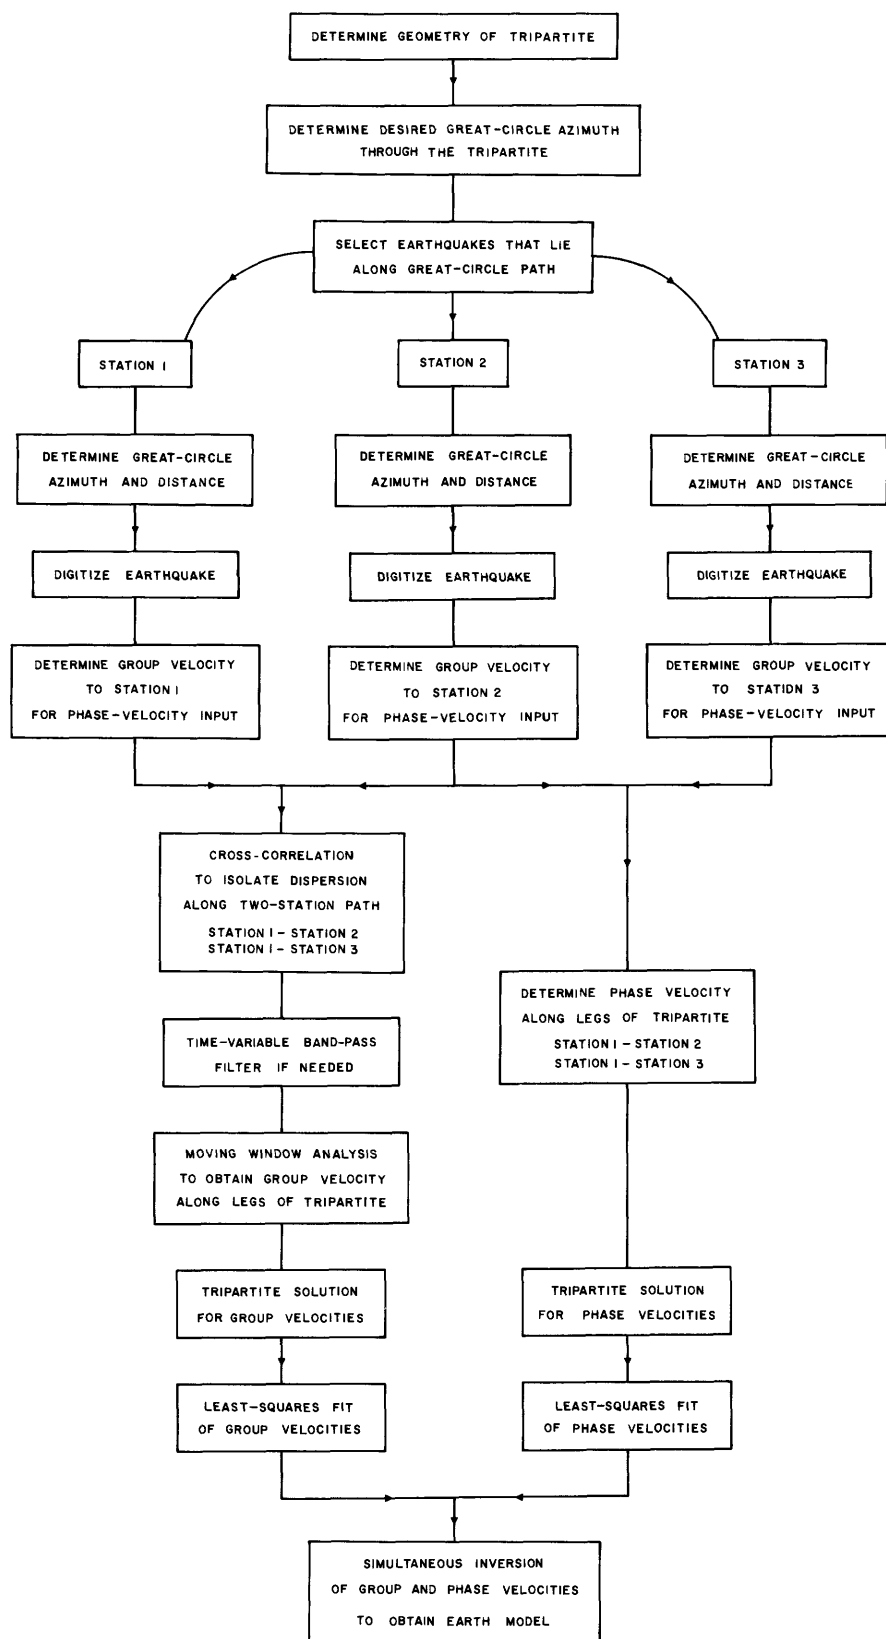 DETERMINE GEOMETRY OF TRIPARTITE
DETERMINE DESIRED GREAT-CIRCLE AZIMUTH
THROUGH THE TRIPARTITE
SELECT EARTHQUAKES THAT LIE
ALONG GREAT-CIRCLE PATH
STATION 1
STATION 2
STATION 3
DETERMINE GREAT-CIRCLE
AZIMUTH AND DISTANCE
DETERMINE GREAT-CIRCLE
AZIMUTH AND DISTANCE
DETERMINE GREAT-CIRCLE
AZIMUTH AND DISTANCE
DIGITIZE EARTHQUAKE
DIGITIZE EARTHQUAKE
DIGITIZE EARTHQUAKE
DETERMINE GROUP VELOCITY
TO STATION 1
FOR PHASE-VELOCITY INPUT
DETERMINE GROUP VELOCITY
TO STATION 2
FOR PHASE-VELOCITY INPUT
DETERMINE GROUP VELOCITY
TO STATIDN 3
FOR PHASE-VELOCITY INPUT
CROSS-CORRELATION
TO ISOLATE DISPERSION
ALONG TWO-STATION PATH
STATION 1-STATION 2
STATION 1-STATION 3
DETERMINE PHASE VELOCITY
ALONG LEGS OF TRIPARTITE
STATION 1-STATION 2
STATION 1-STATION 3
TIME-VARIABLE BAND-PASS
FILTER IF NEEDED
MOVING WINDOW ANALYSIS
TO OBTAIN GROUP VELOCITY
ALONG LEGS OF TRIPARTITE
TRIPARTITE SOLUTION
FOR GROUP VELOCITIES
TRIPARTITE SOLUTION
FOR PHASE VELOCITIES
LEAST-SQUARES FIT
OF GROUP VELOCITIES
LEAST-SQUARES FIT
OF PHASE VELOCITIES
SIMULTANEOUS INVERSION
OF GROUP AND PHASE VELOCITIES
TO OBTAIN EARTH MODEL